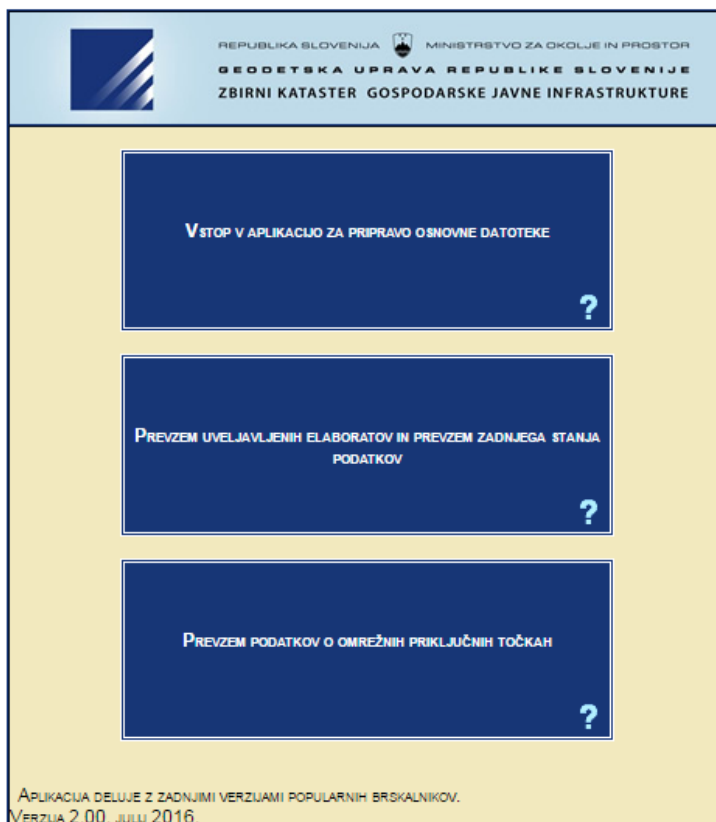 REPUBLIKA SLOVENIJA MINISTRSTVO ZA OKOLJE IN PROSTOR
GEODETSKA UPRAVA REPUBLIKE SLOVENIJE
ZBIRNI KATASTER GOSPODARSKE JAVNE INFRASTRUKTURE
VSTOP V APLIKACIJO ZA PRIPRAVO OSNOVNE DATOTEKE
?
PREVZEM UVELJAVLJENIH ELABORATOV IN PREVZEM ZADNJEGA STANJA
PODATKOV
?
PREVZEM PODATKOV O OMREŽNIH PRIKLJUČNIH TOČKAH
?
APLIKACIJA DELUJE Z ZADNJIMI VERZIJAMI POPULARNIH BRSKALNIKOV.
VERZIJA 2.00, JULIJ 2016.